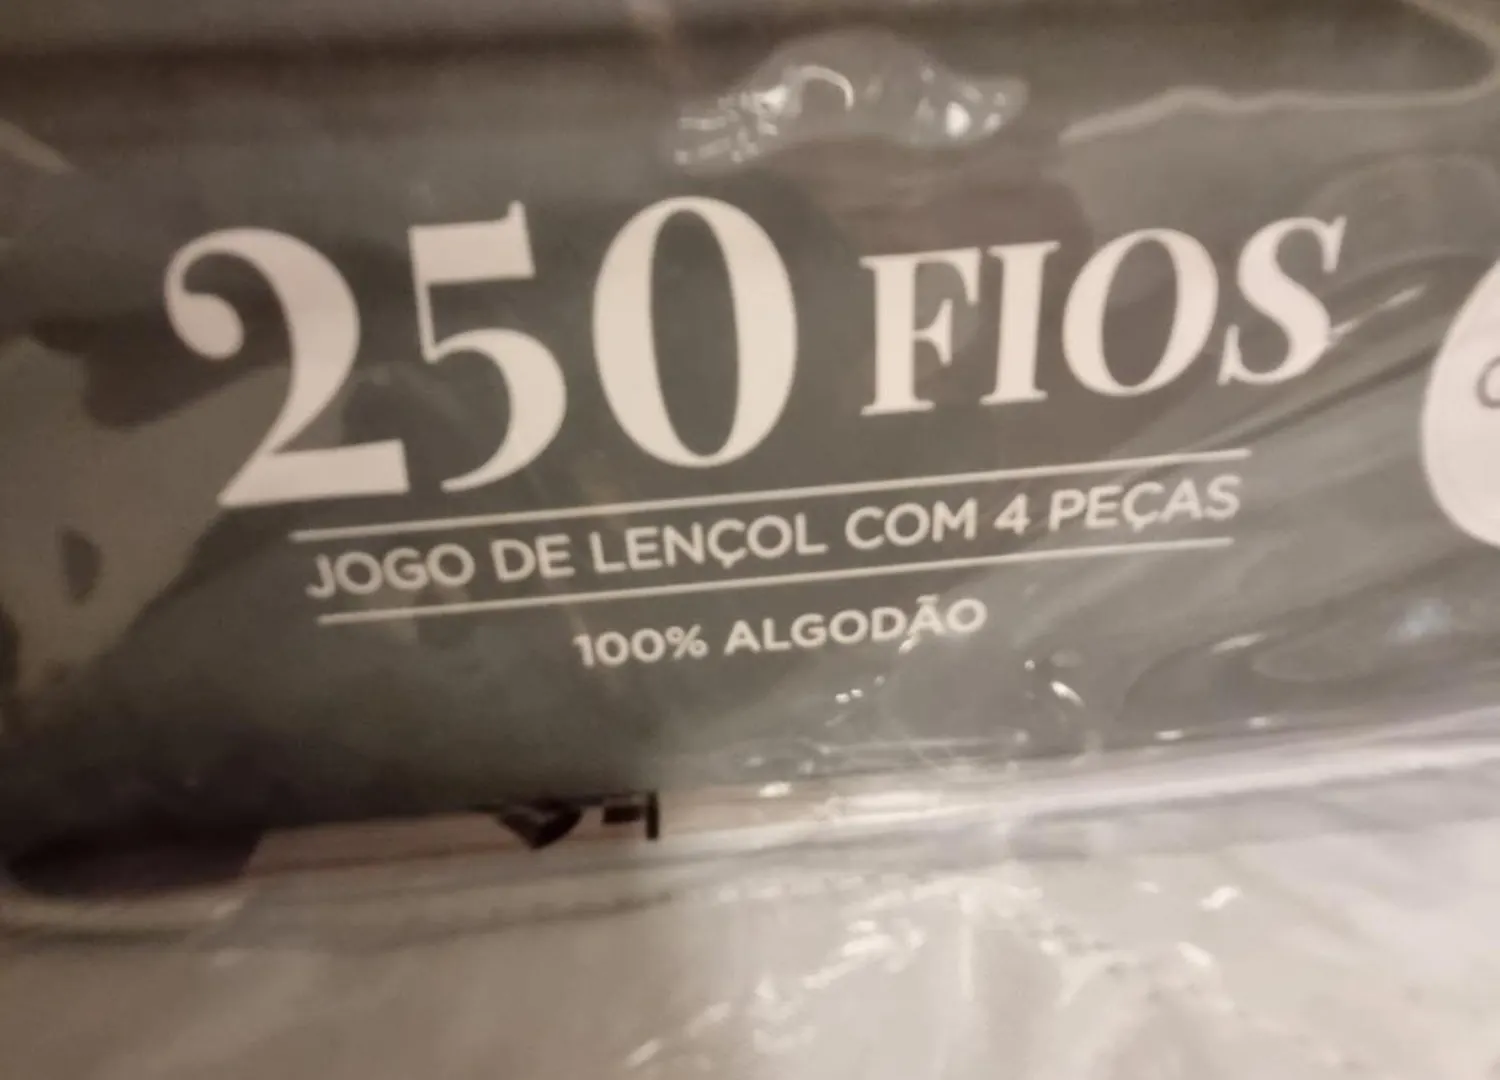 250 FIOS
JOGO DE LENÇOL COM 4 PEÇAS
100% ALGODÃO